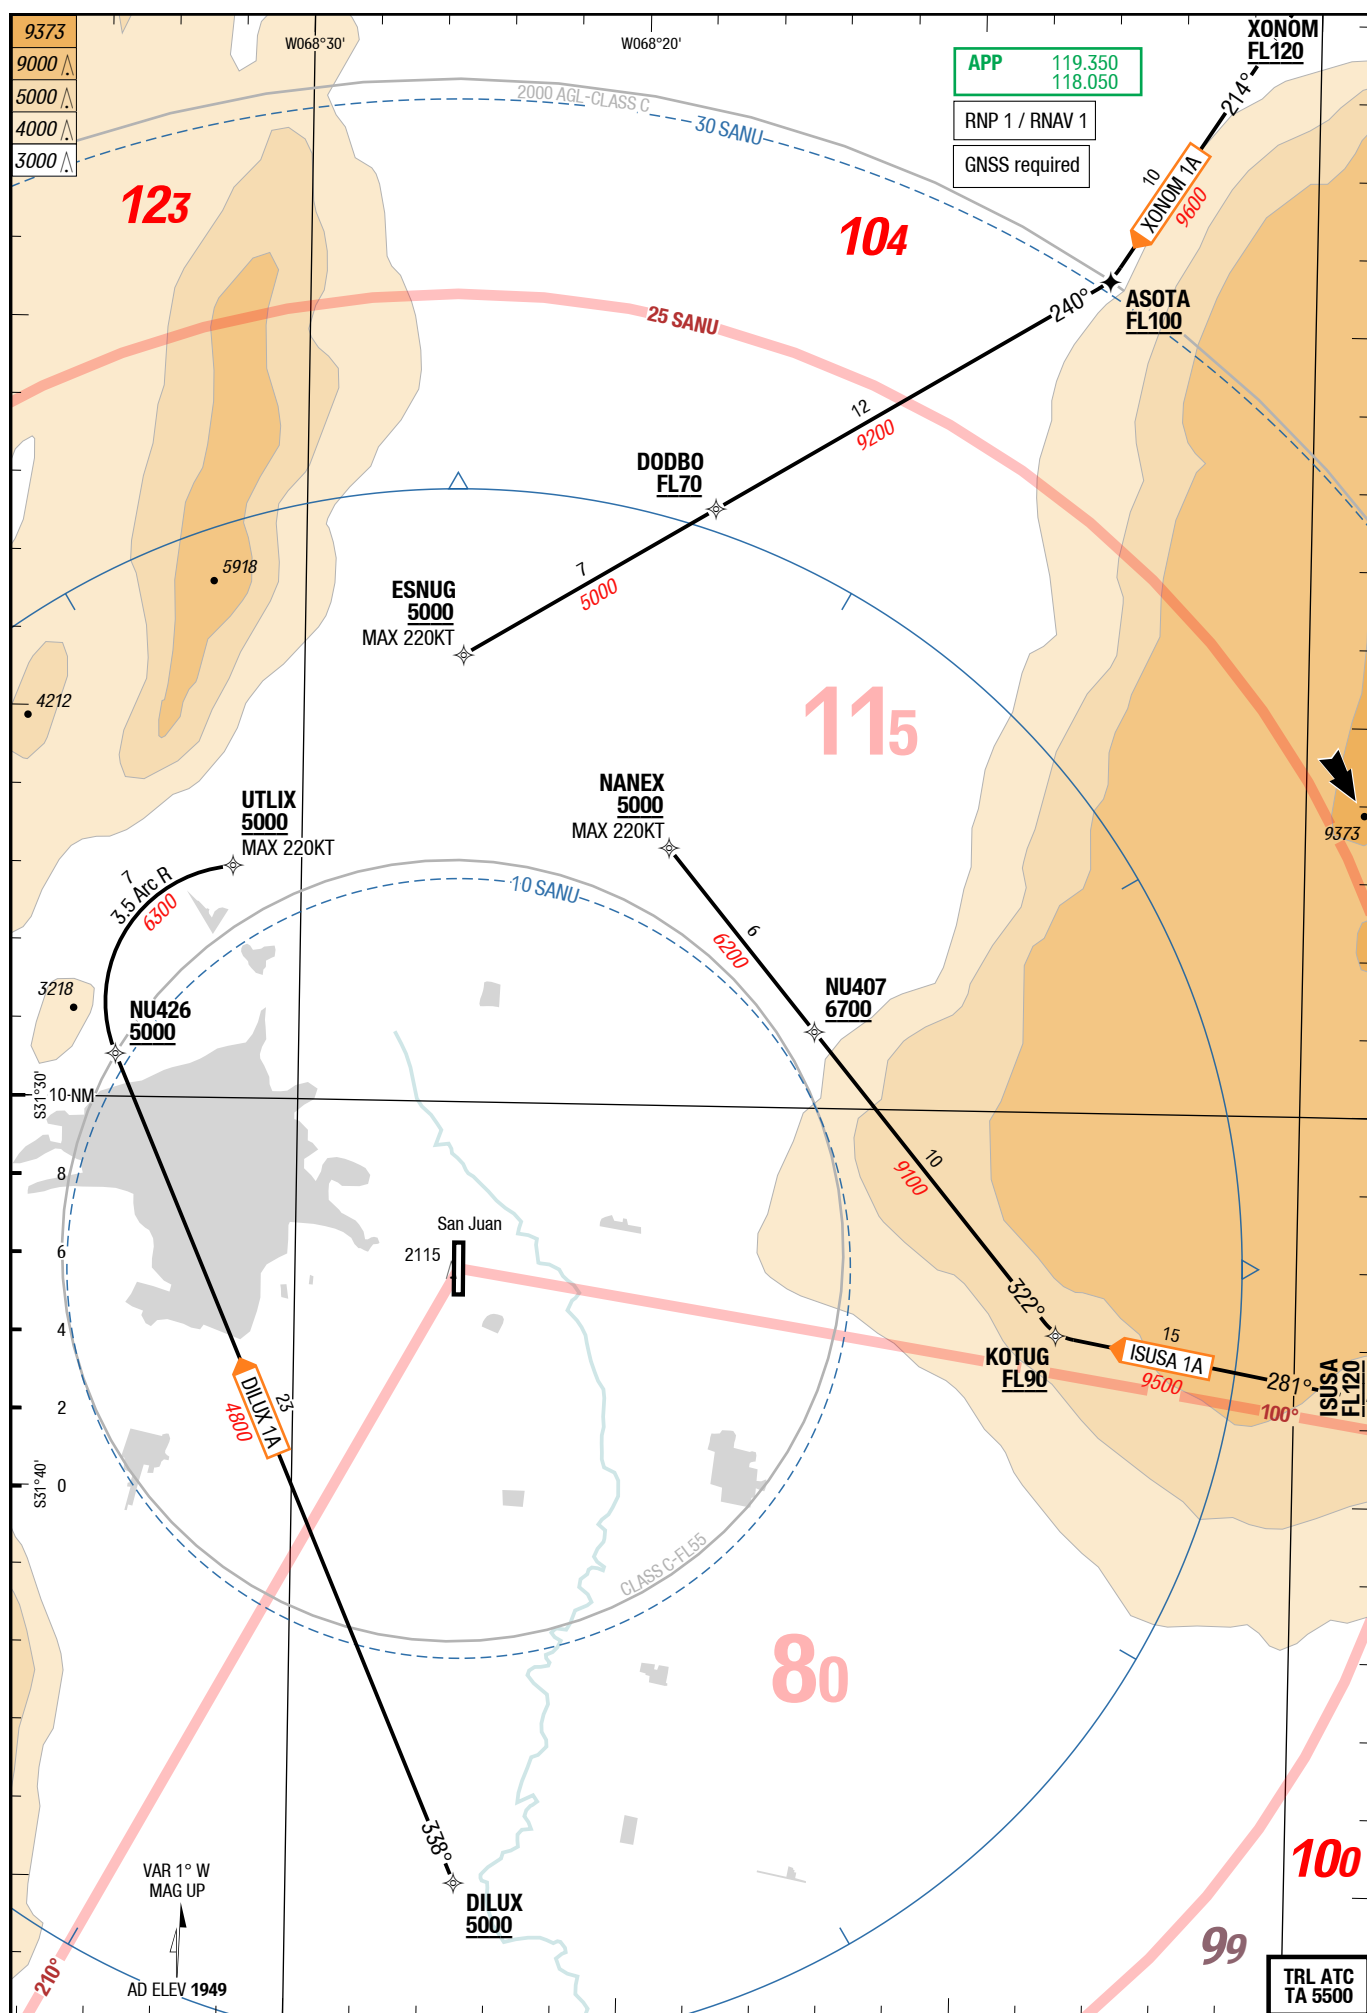 9373
9000
5000
4000
3000
W068°30'
W068°20'
XONOM
FL120
APP 119.350
118.050
RNP 1 / RNAV 1
GNSS required
2000 AGL-CLASS C
30 SANU
214°
10
XONOM 1A
9600
123
104
ASOTA
FL100
240°
25 SANU
12
9200
DODBO
FL70
7
5000
ESNUG
5000
MAX 220KT
5918
4212
115
NANEX
5000
MAX 220KT
UTLIX
5000
MAX 220KT
9373
7
3.5 Arc R
6300
10 SANU
6
6200
3218
NU426
5000
NU407
6700
S31°30'
10-NM
8
6
4
2
0
10
9100
San Juan
2115
322°
KOTUG
FL90
15
ISUSA 1A
9500
281°
ISUSA
FL120
100°
DILUX 1A
23
4800
S31°40'
CLASS C-FL55
80
338°
DILUX
5000
VAR 1° W
MAG UP
AD ELEV 1949
210°
100
99
TRL ATC
TA 5500